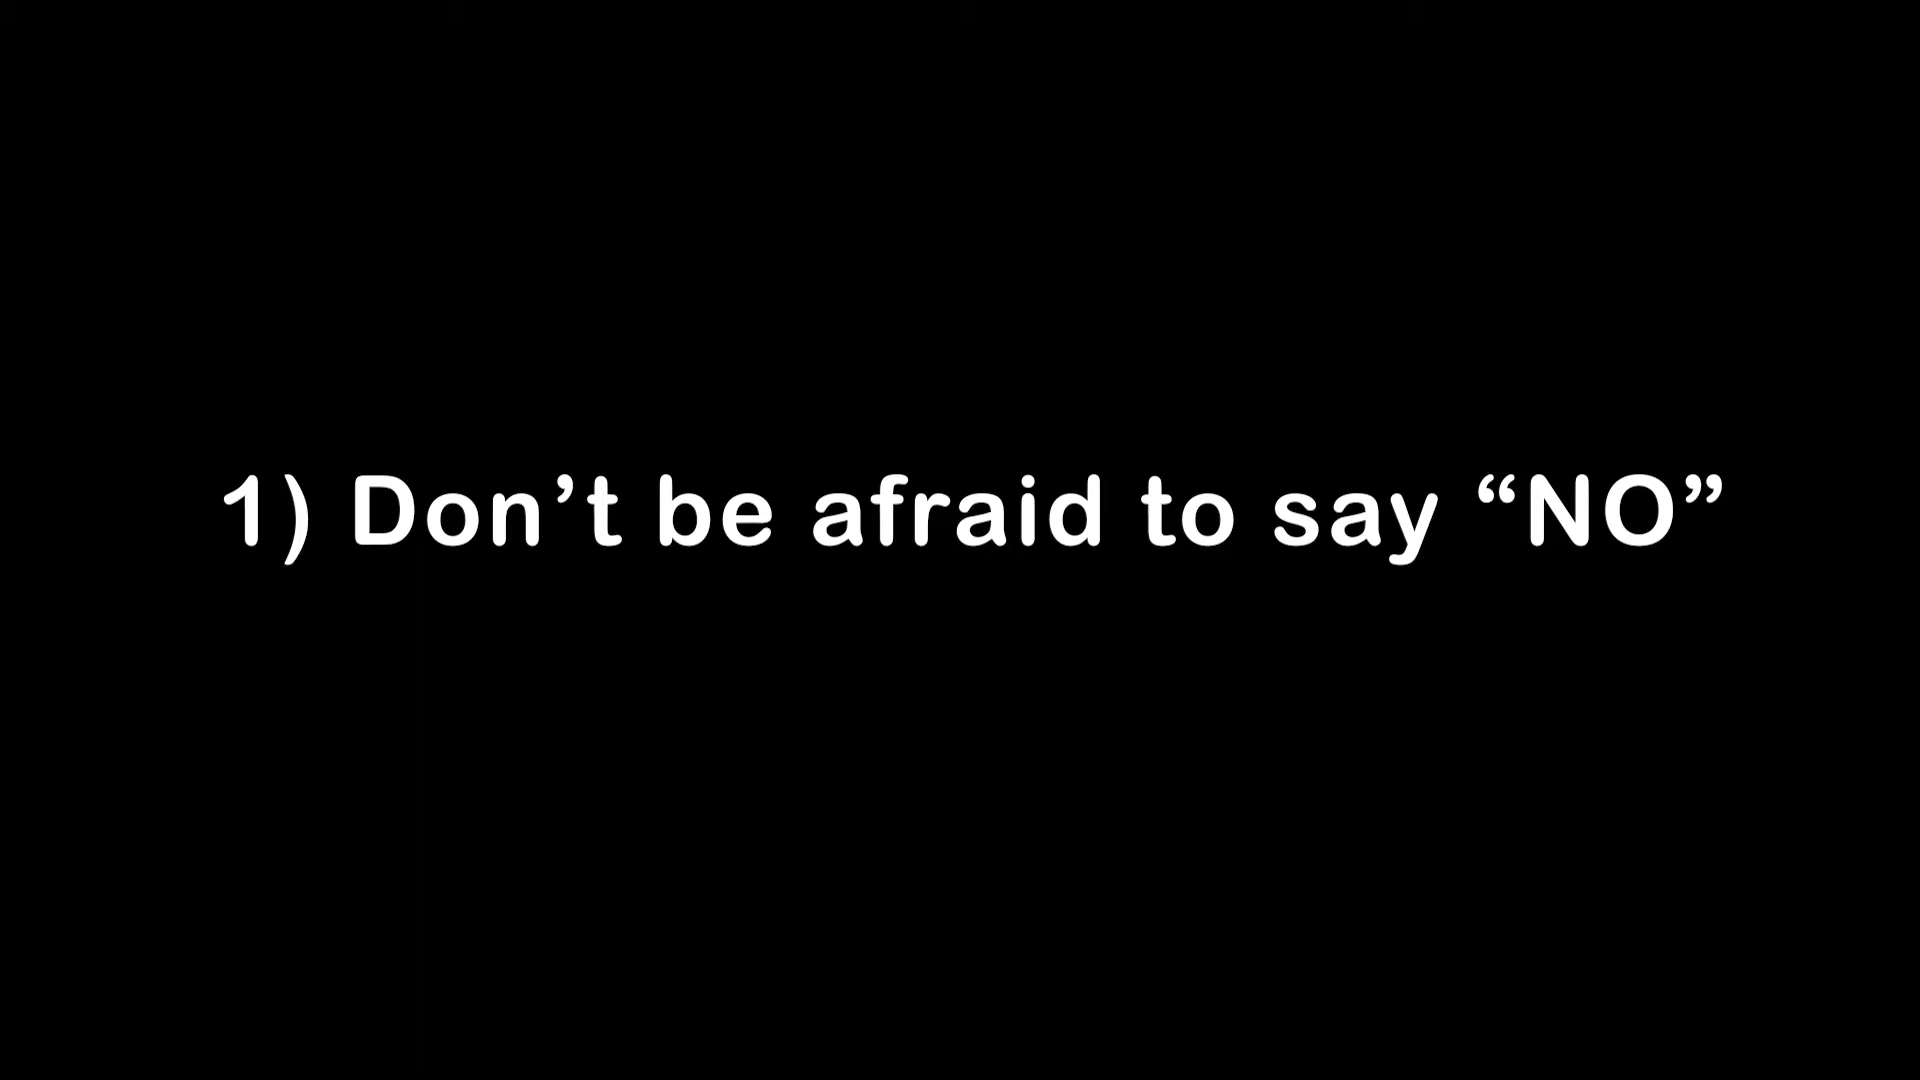 1) Don’t be afraid to say “NO”